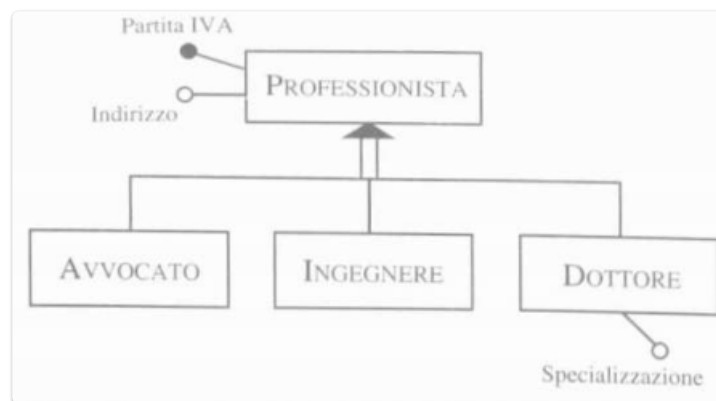 Partita IVA
PROFESSIONISTA
Indirizzo
AVVOCATO
INGEGNERE
DOTTORE
Specializzazione